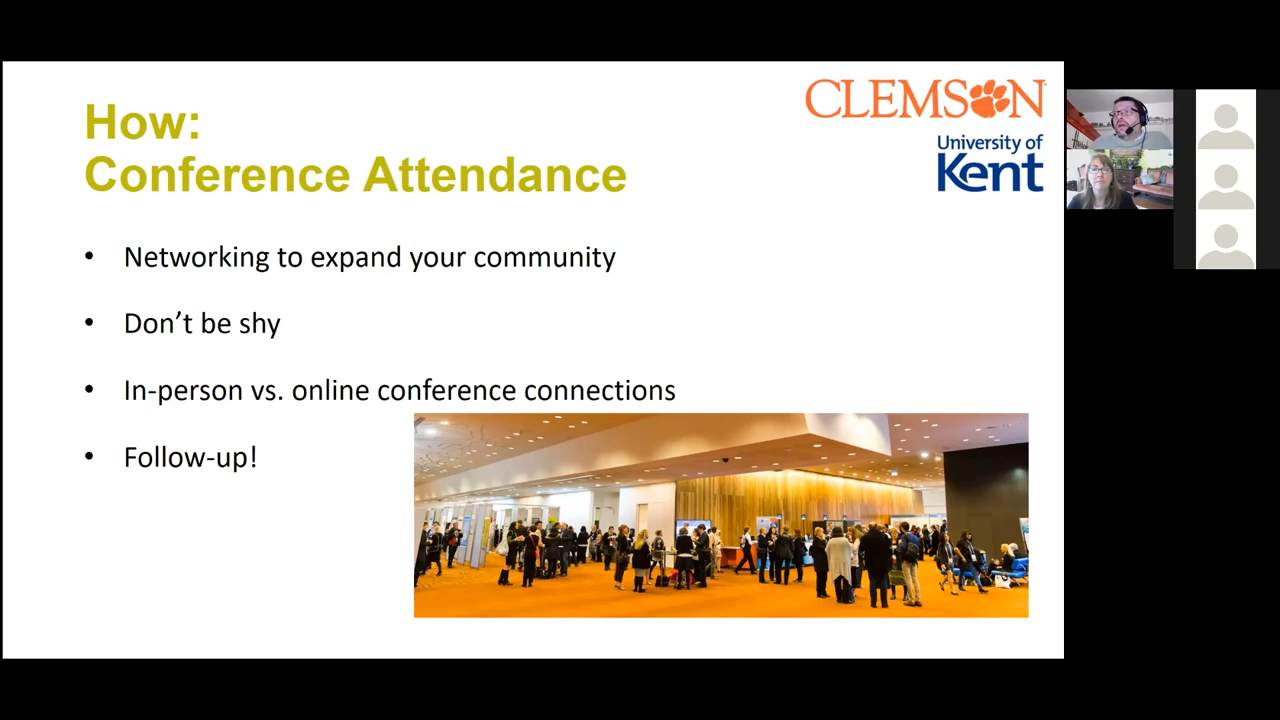 How:
Conference Attendance
CLEMSON
University of
Kent
• Networking to expand your community
• Don’t be shy
• In-person vs. online conference connections
• Follow-up!